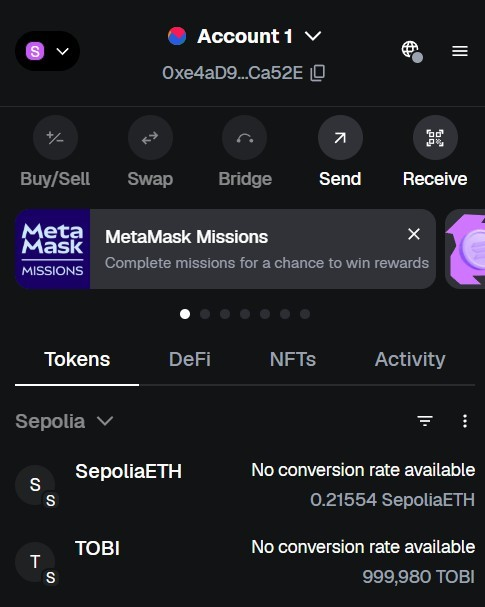 S
Account 1
0xe4aD9...Ca52E
Buy/Sell
Swap
Bridge
Send
Receive
Meta
Mask
MISSIONS
MetaMask Missions
Complete missions for a chance to win rewards
Tokens
DeFi
NFTs
Activity
Sepolia
S
S
SepoliaETH
No conversion rate available
0.21554 SepoliaETH
T
S
TOBI
No conversion rate available
999,980 TOBI